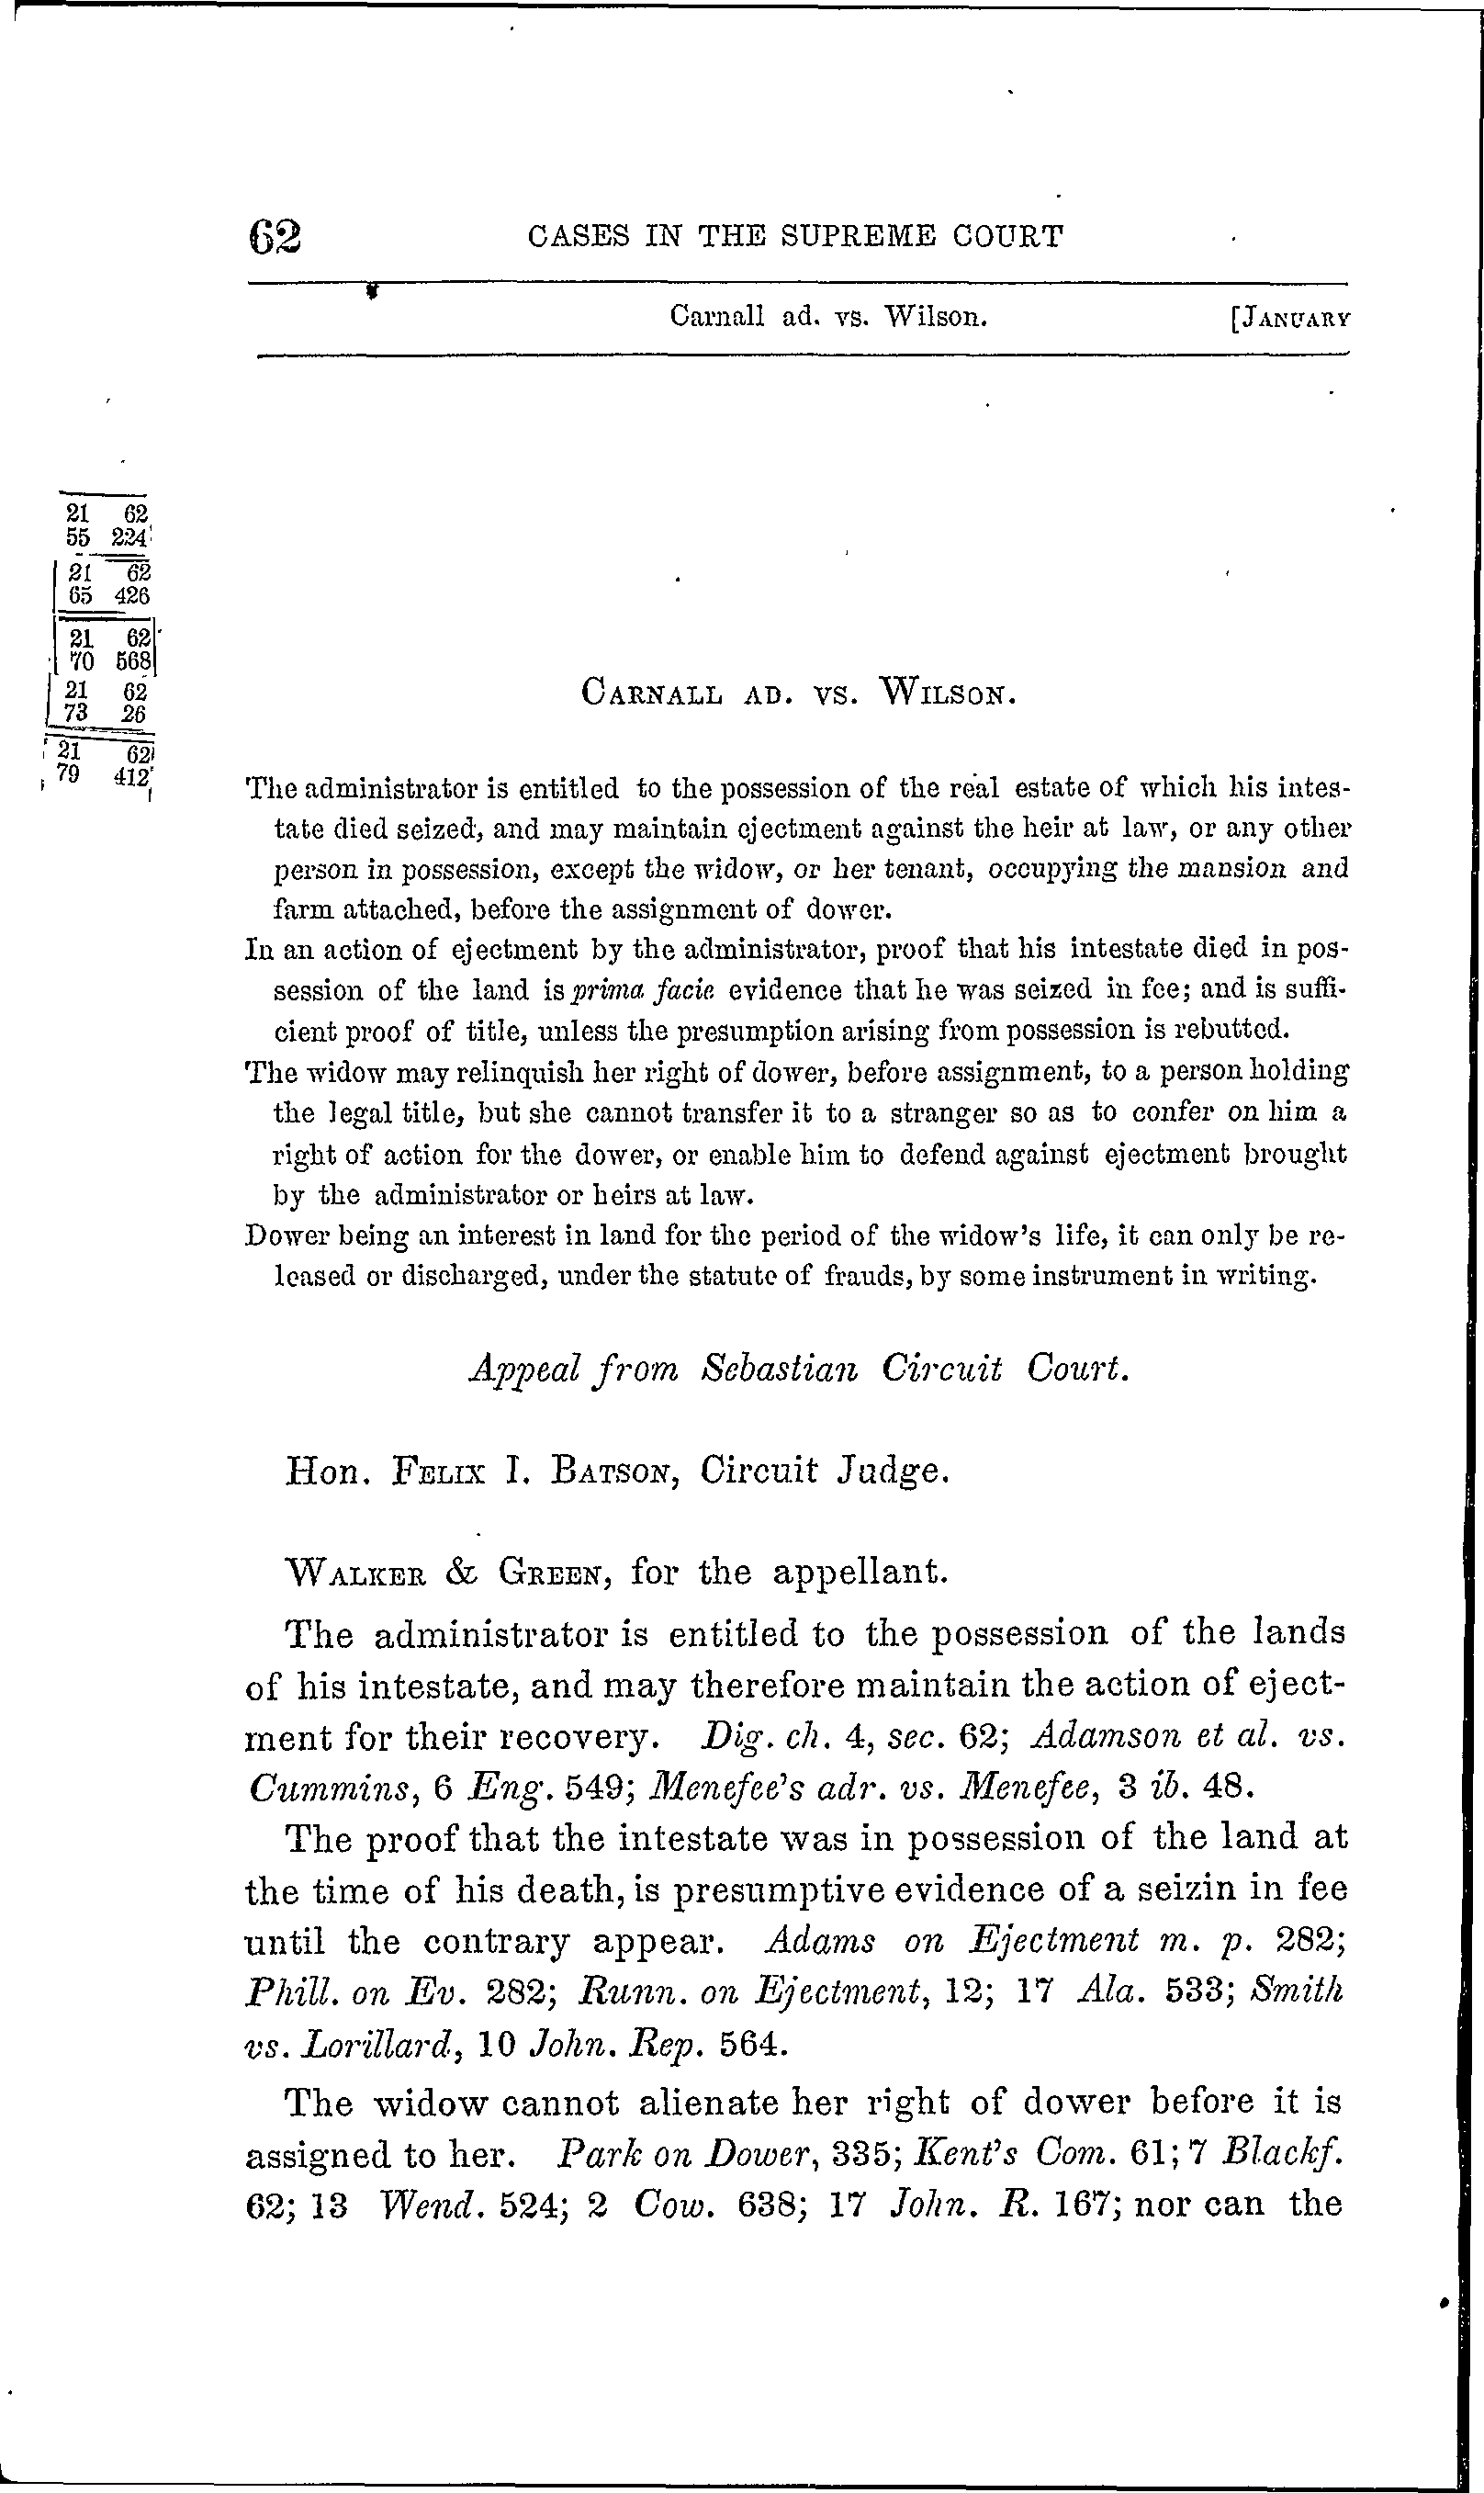 62 CASES IN THE SUPREME COURT
Carnall ad. vs. Wilson. [JANUARY
21 62
55 224
21 62
65 426
21 62
70 568
21 62
73 26
21 62
79 412
CARNALL AD. VS. WILSON.
The administrator is entitled to the possession of the real estate of which his intes-
tate died seized, and may maintain ejectment against the heir at law, or any other
person in possession, except the widow, or her tenant, occupying the mansion and
farm attached, before the assignment of dower.
In an action of ejectment by the administrator, proof that his intestate died in pos-
session of the land is prima facie evidence that he was seized in fee; and is suffi-
cient proof of title, unless the presumption arising from possession is rebutted.
The widow may relinquish her right of dower, before assignment, to a person holding
the legal title, but she cannot transfer it to a stranger so as to confer on him a
right of action for the dower, or enable him to defend against ejectment brought
by the administrator or heirs at law.
Dower being an interest in land for the period of the widow's life, it can only be re-
leased or discharged, under the statute of frauds, by some instrument in writing.
Appeal from Sebastian Circuit Court.
Hon. FELIX I. BATSON, Circuit Judge.
WALKER & GREEN, for the appellant.
The administrator is entitled to the possession of the lands
of his intestate, and may therefore maintain the action of eject-
ment for their recovery. Dig. ch. 4, sec. 62; Adamson et al. vs.
Cummins, 6 Eng. 549; Menefee's adr. vs. Menefee, 3 ib. 48.
The proof that the intestate was in possession of the land at
the time of his death, is presumptive evidence of a seizin in fee
until the contrary appear. Adams on Ejectment m. p. 282;
Phill. on Ev. 282; Runn. on Ejectment, 12; 17 Ala. 533; Smith
vs. Lorillard, 10 John. Rep. 564.
The widow cannot alienate her right of dower before it is
assigned to her. Park on Dower, 335; Kent's Com. 61; 7 Blackf.
62; 13 Wend. 524; 2 Cow. 638; 17 John. R. 167; nor can the